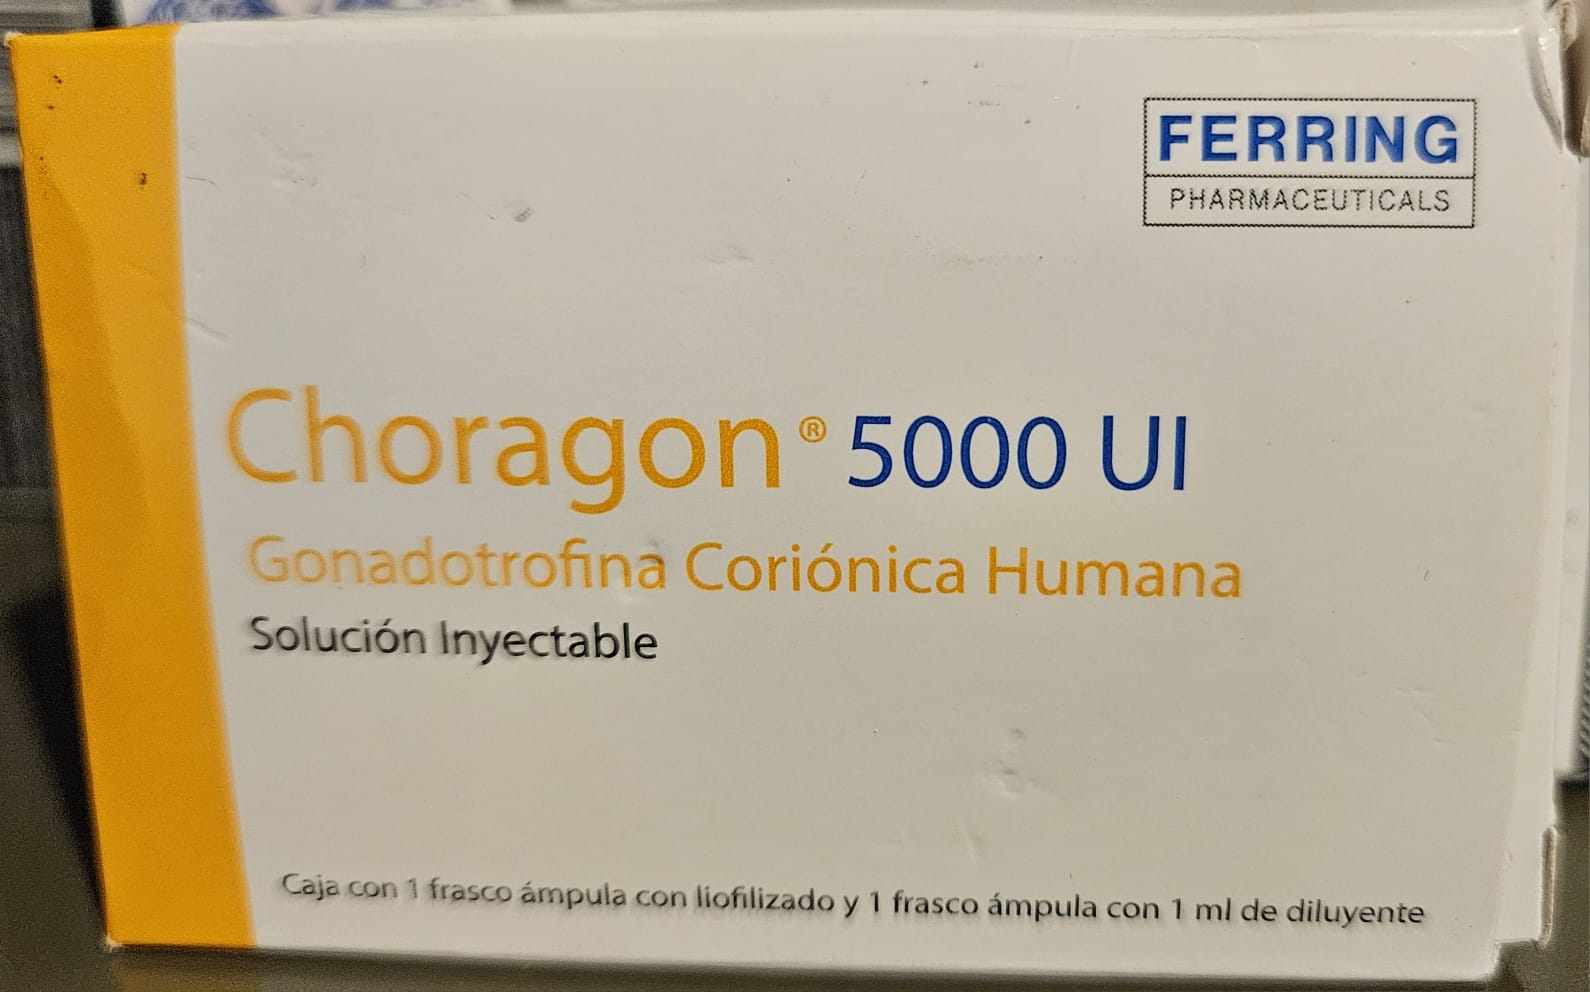 FERRING
PHARMACEUTICALS
Choragon® 5000 UI
Gonadotrofina Coriónica Humana
Solución Inyectable
Caja con 1 frasco ámpula con liofilizado y 1 frasco ámpula con 1 ml de diluyente